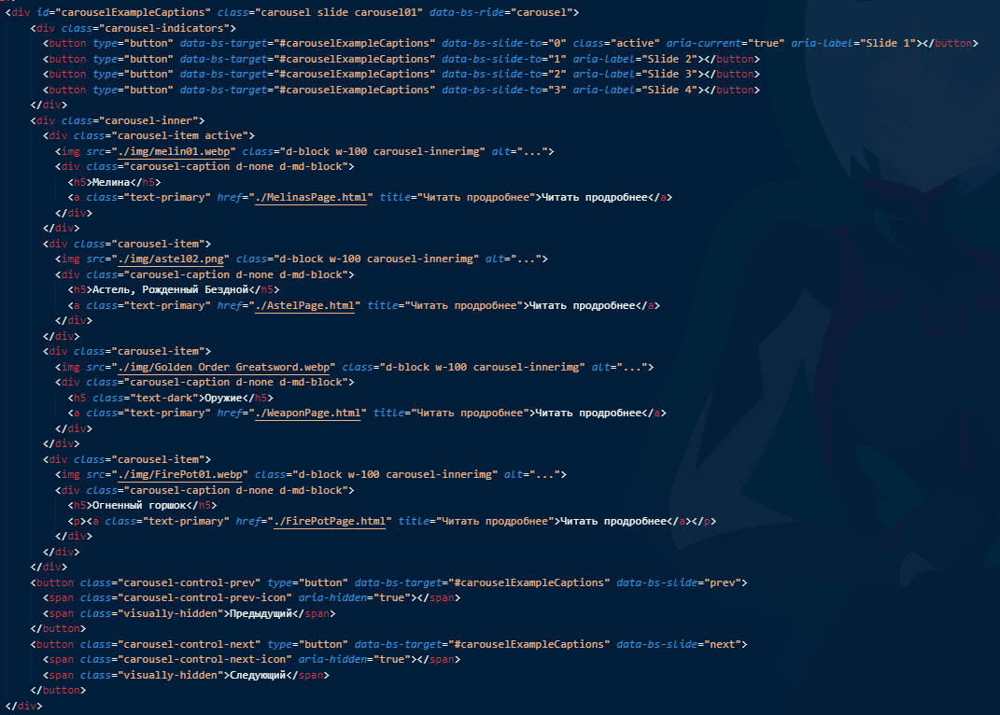 <div id="carouselExampleCaptions" class="carousel slide carousel01" data-bs-ride="carousel">
<div class="carousel-indicators">
<button type="button" data-bs-target="#carouselExampleCaptions" data-bs-slide-to="0" class="active" aria-current="true" aria-label="Slide 1"></button>
<button type="button" data-bs-target="#carouselExampleCaptions" data-bs-slide-to="1" aria-label="Slide 2"></button>
<button type="button" data-bs-target="#carouselExampleCaptions" data-bs-slide-to="2" aria-label="Slide 3"></button>
<button type="button" data-bs-target="#carouselExampleCaptions" data-bs-slide-to="3" aria-label="Slide 4"></button>
</div>
<div class="carousel-inner">
<div class="carousel-item active">
<img src="./img/melin01.webp" class="d-block w-100 carousel-innerimg" alt="...">
<div class="carousel-caption d-none d-md-block">
<h5>Мелина</h5>
<a class="text-primary" href="./MelinasPage.html" title="Читать продробнее">Читать продробнее</a>
</div>
</div>
<div class="carousel-item">
<img src="./img/astel02.png" class="d-block w-100 carousel-innerimg" alt="...">
<div class="carousel-caption d-none d-md-block">
<h5>Астель, Рожденный Бездной</h5>
<a class="text-primary" href="./AstelPage.html" title="Читать продробнее">Читать продробнее</a>
</div>
</div>
<div class="carousel-item">
<img src="./img/Golden Order Greatsword.webp" class="d-block w-100 carousel-innerimg" alt="...">
<div class="carousel-caption d-none d-md-block">
<h5 class="text-dark">Оружие</h5>
<a class="text-primary" href="./WeaponPage.html" title="Читать продробнее">Читать продробнее</a>
</div>
</div>
<div class="carousel-item">
<img src="./img/FirePot01.webp" class="d-block w-100 carousel-innerimg" alt="...">
<div class="carousel-caption d-none d-md-block">
<h5>Огненный горшок</h5>
<p><a class="text-primary" href="./FirePotPage.html" title="Читать продробнее">Читать продробнее</a></p>
</div>
</div>
</div>
<button class="carousel-control-prev" type="button" data-bs-target="#carouselExampleCaptions" data-bs-slide="prev">
<span class="carousel-control-prev-icon" aria-hidden="true"></span>
<span class="visually-hidden">Предыдущий</span>
</button>
<button class="carousel-control-next" type="button" data-bs-target="#carouselExampleCaptions" data-bs-slide="next">
<span class="carousel-control-next-icon" aria-hidden="true"></span>
<span class="visually-hidden">Следующий</span>
</button>
</div>